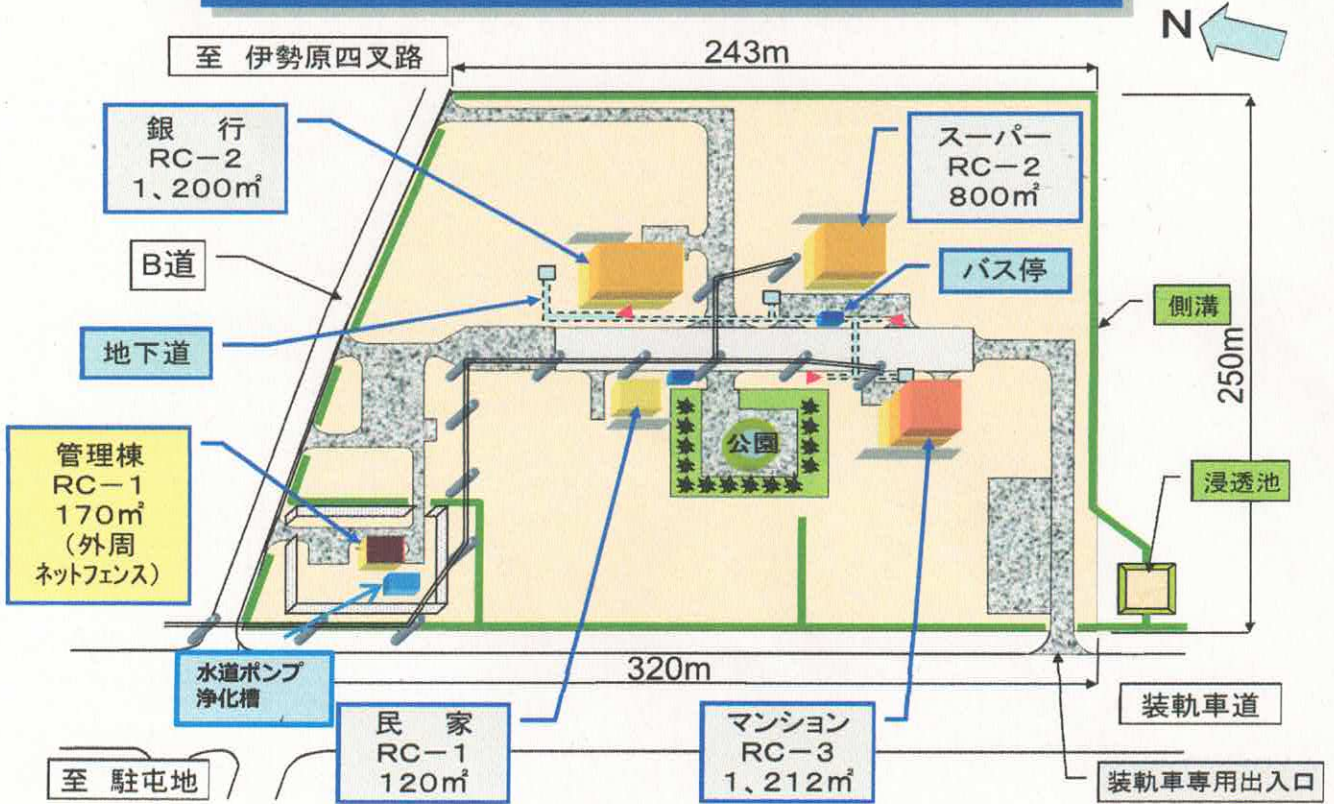 N
至 伊勢原四叉路
243m
銀 行
RC－2
1、200㎡
スーパー
RC－2
800㎡
B道
バス停
側溝
地下道
250m
管理棟
RC－1
170㎡
（外周
ネットフェンス）
公園
浸透池
水道ポンプ
浄化槽
320m
民 家
RC－1
120㎡
マンション
RC－3
1、212㎡
装軌車道
至 駐屯地
装軌車専用出入口